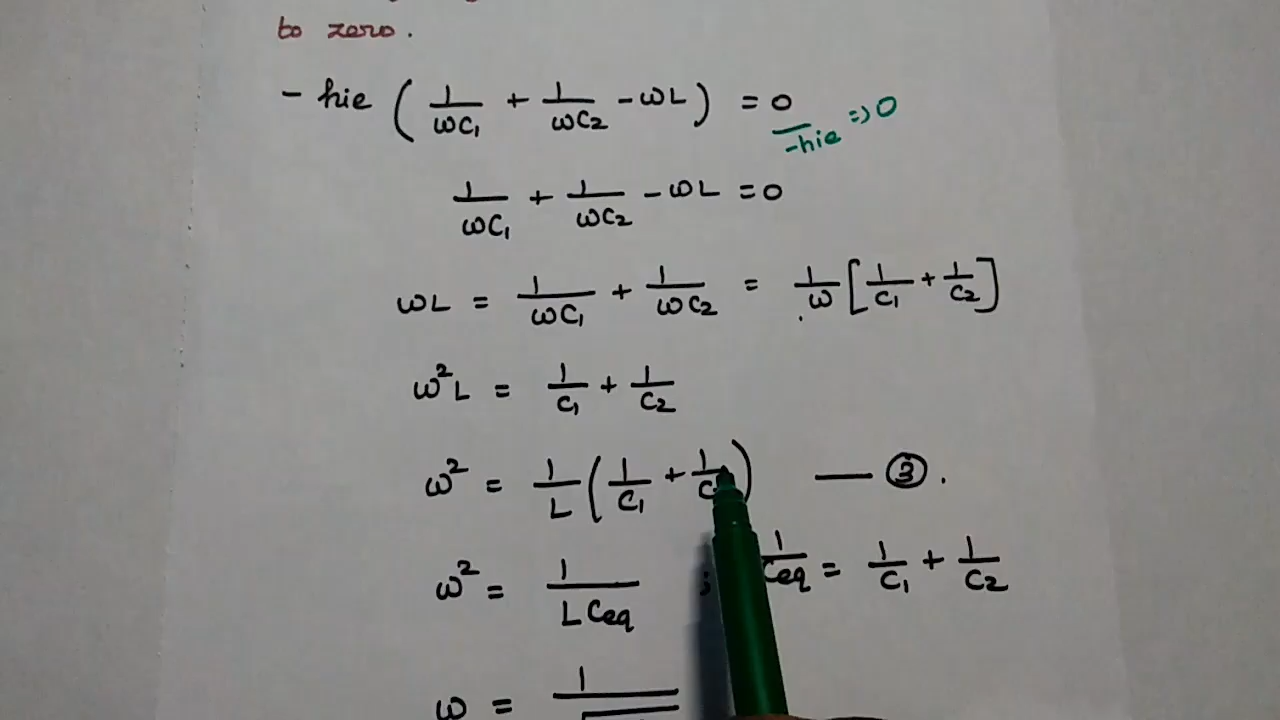 to zero.
- hie ( 1/ωC₁ + 1/ωC₂ - ωL ) = 0/-hie => 0
1/ωC₁ + 1/ωC₂ - ωL = 0
ωL = 1/ωC₁ + 1/ωC₂ = 1/ω [ 1/C₁ + 1/C₂ ]
ω²L = 1/C₁ + 1/C₂
ω² = 1/L ( 1/C₁ + 1/C ) — ③.
ω² = 1/LCeq ; 1/Ceq = 1/C₁ + 1/C₂
ω = 1/√